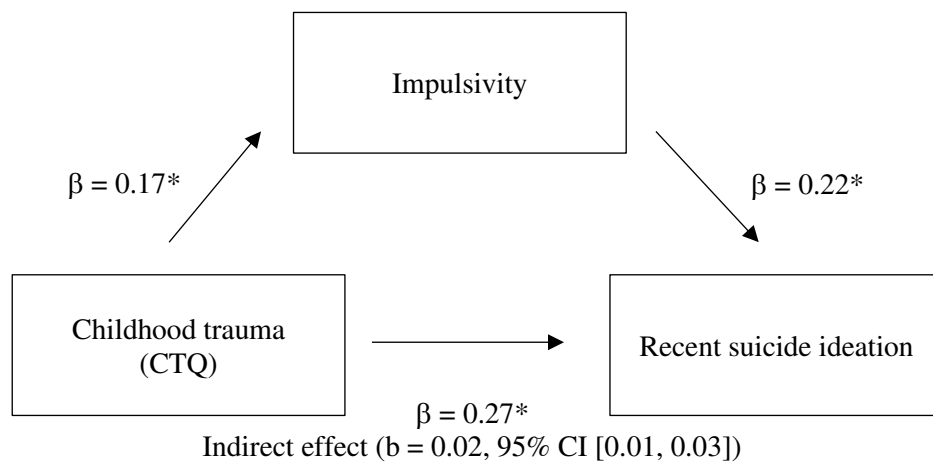 Impulsivity
β = 0.17*
β = 0.22*
Childhood trauma
(CTQ)
Recent suicide ideation
β = 0.27*
Indirect effect (b = 0.02, 95% CI [0.01, 0.03])